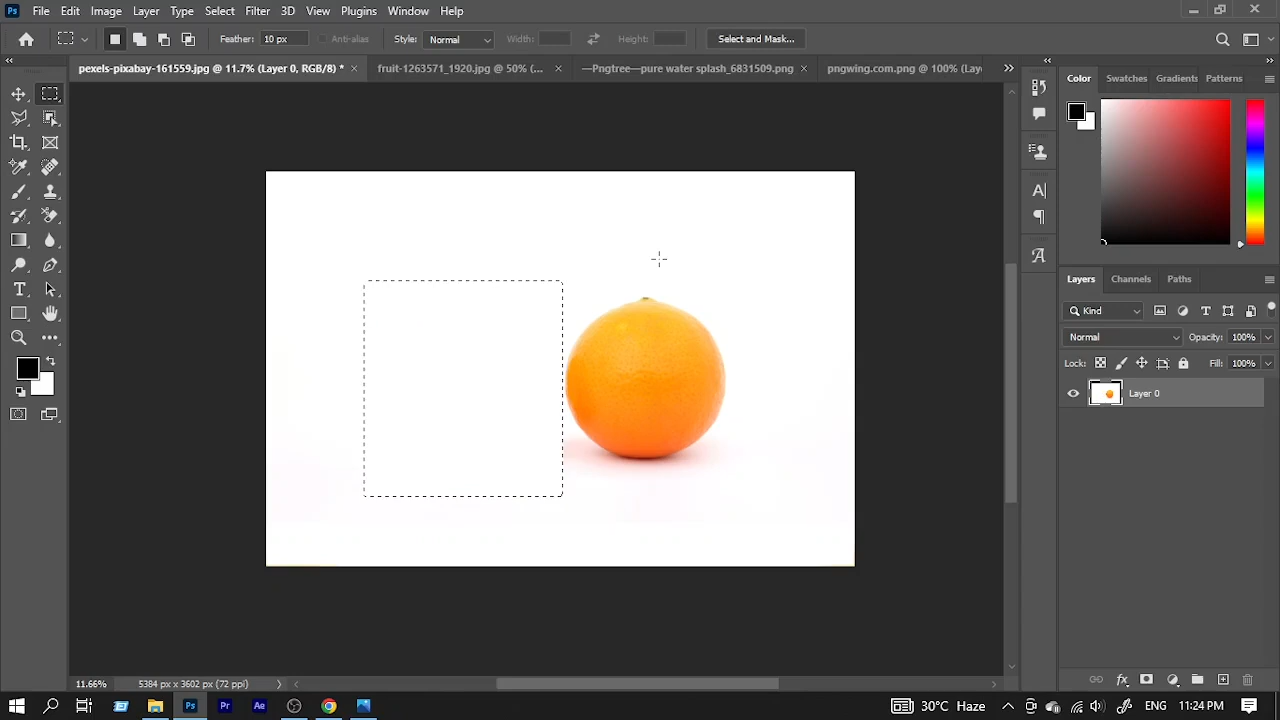 Ps File Edit Image Layer Type Select Filter 3D View Plugins Window Help
Feather: 10 px Anti-alias Style: Normal Width: Height: Select and Mask...
pexels-pixabay-161559.jpg @ 11.7% (Layer 0, RGB/8) * × fruit-1263571_1920.jpg @ 50% (... × —Pngtree—pure water splash_6831509.png × pngwing.com.png @ 100% (Lay
Color Swatches Gradients Patterns
Layers Channels Paths
Kind
Normal Opacity: 100%
Lock: Fill: 100%
Layer 0
11.66% 5384 px x 3602 px (72 ppi)
Ps Pr Ae 30°C Haze ENG 11:24 PM